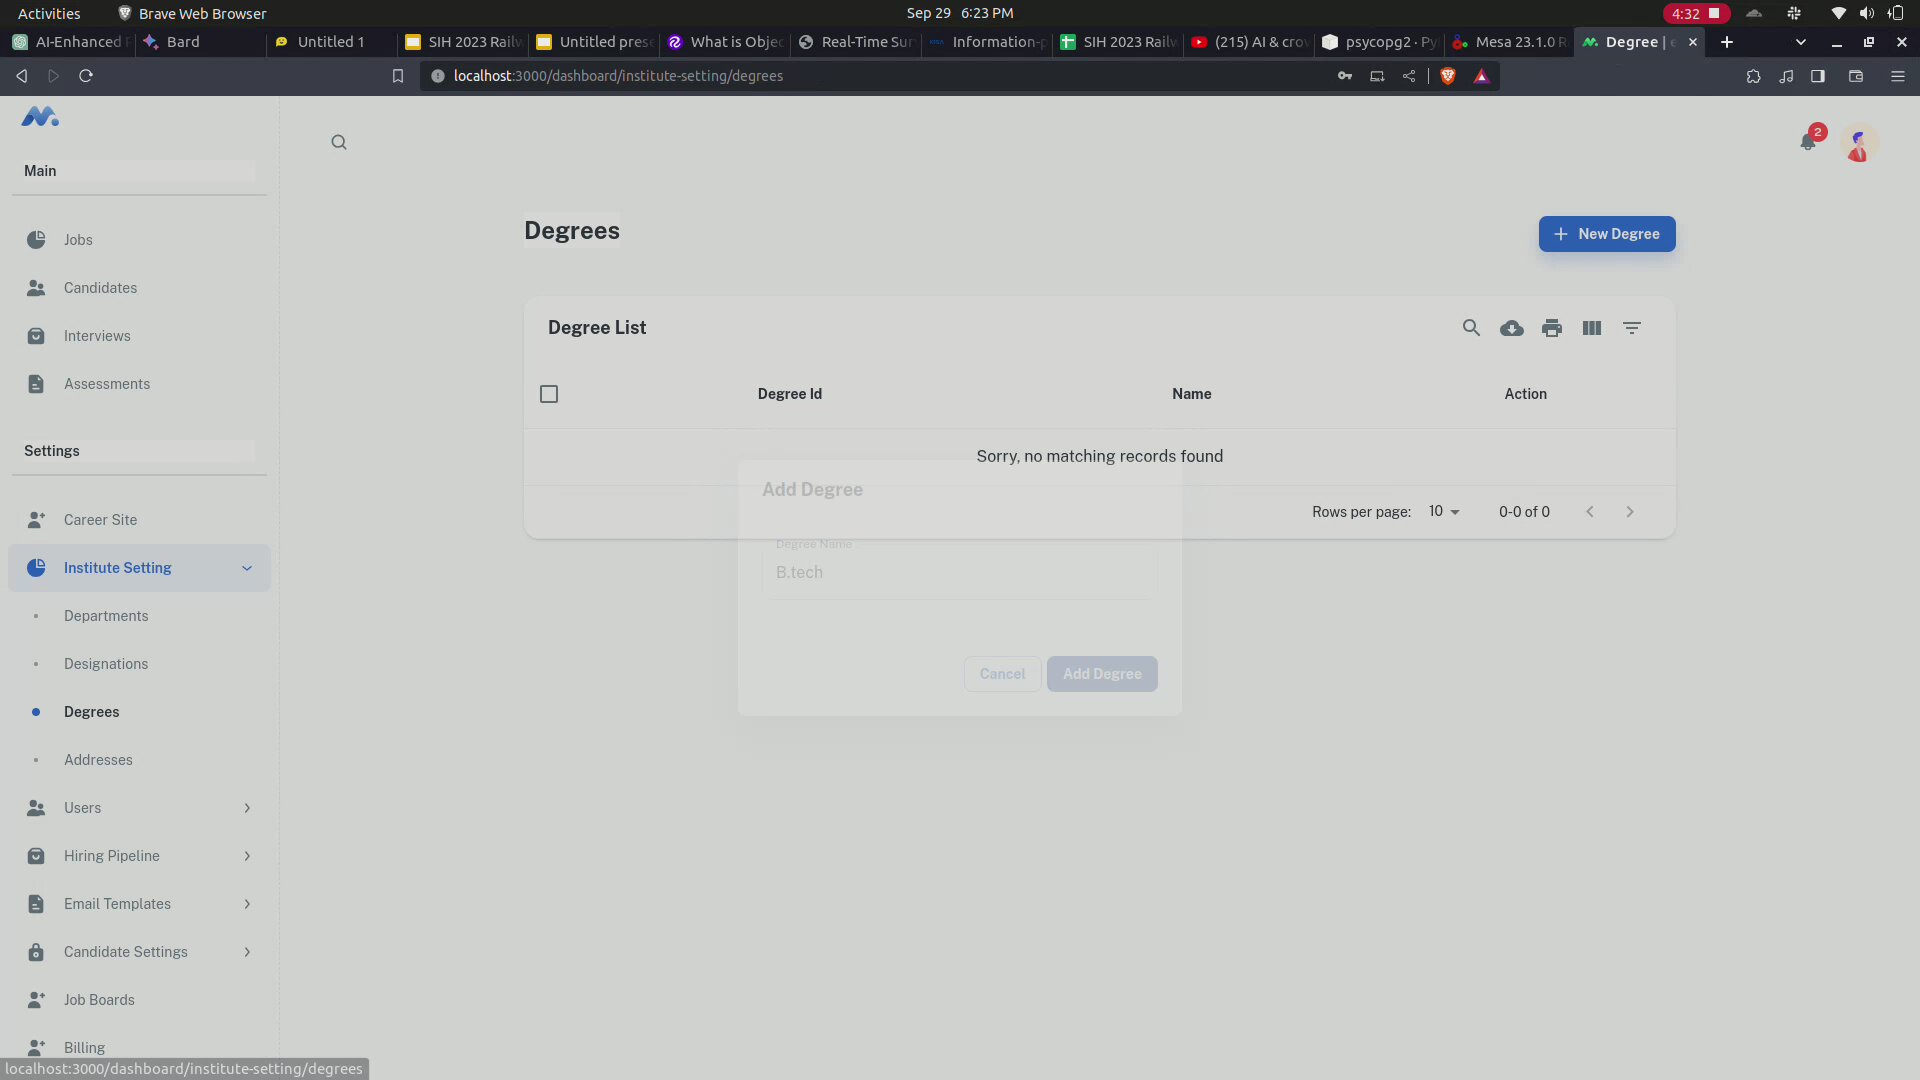 Activities
Brave Web Browser
Sep 29 6:23 PM
4:32
AI-Enhanced
Bard
Untitled 1
SIH 2023 Railw
Untitled prese
What is Objec
Real-Time Sur
Information-p
SIH 2023 Railw
(215) AI & crow
psycopg2 · Py
Mesa 23.1.0 R
Degree |
localhost:3000/dashboard/institute-setting/degrees
Main
2
Jobs
Candidates
Interviews
Assessments
Settings
Career Site
Institute Setting
Departments
Designations
Degrees
Addresses
Users
Hiring Pipeline
Email Templates
Candidate Settings
Job Boards
Billing
Degrees
New Degree
Degree List
Degree Id
Name
Action
Sorry, no matching records found
Rows per page:
10
0-0 of 0
Add Degree
Degree Name
B.tech
Cancel
Add Degree
localhost:3000/dashboard/institute-setting/degrees